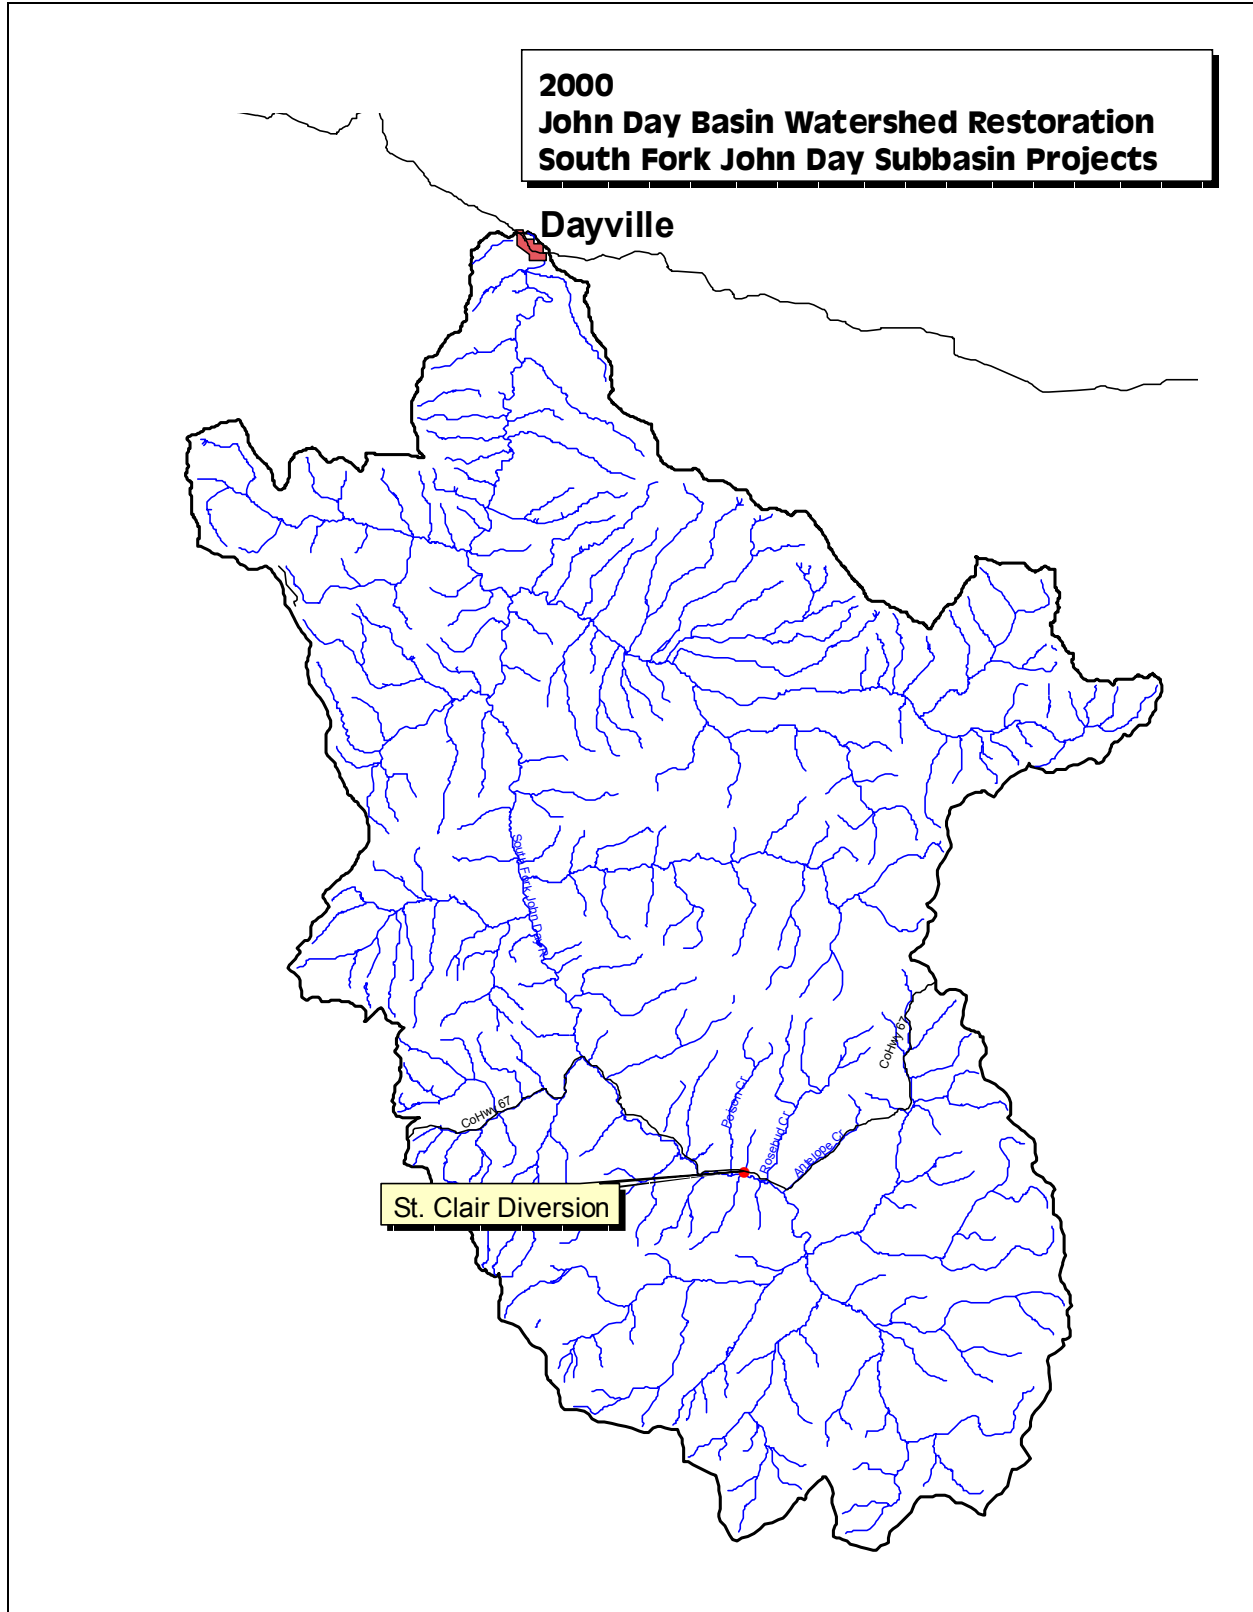 2000
John Day Basin Watershed Restoration
South Fork John Day Subbasin Projects
Dayville
South Fork John Day R
CoHwy 67
Poison Cr
Rosebud Cr
Antelope Cr
CoHwy 67
St. Clair Diversion